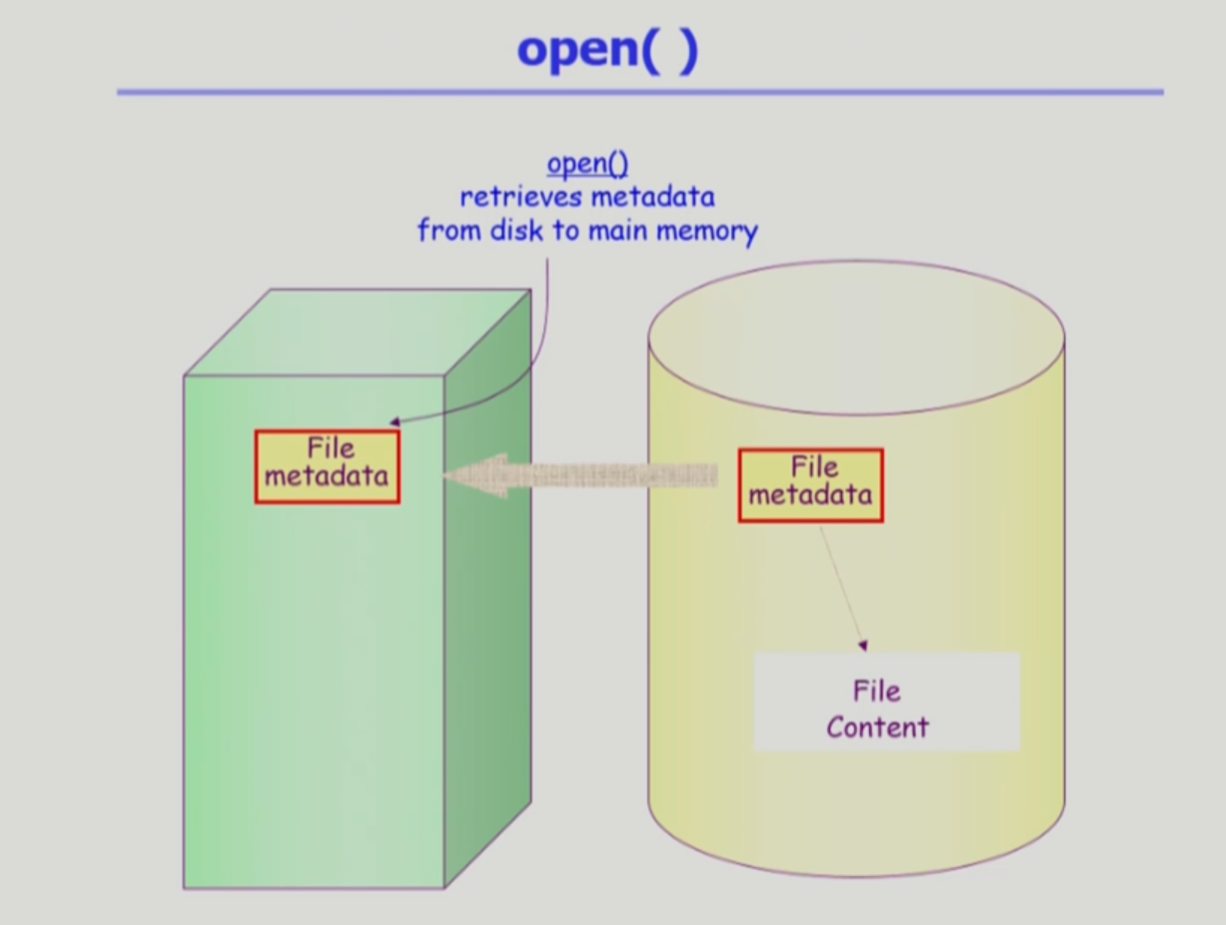 open( )
open()
retrieves metadata
from disk to main memory
File
metadata
File
metadata
File
Content